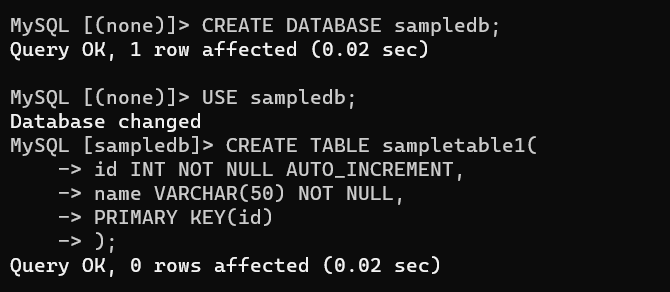 MySQL [(none)]> CREATE DATABASE sampledb;
Query OK, 1 row affected (0.02 sec)

MySQL [(none)]> USE sampledb;
Database changed
MySQL [sampledb]> CREATE TABLE sampletable1(
    -> id INT NOT NULL AUTO_INCREMENT,
    -> name VARCHAR(50) NOT NULL,
    -> PRIMARY KEY(id)
    -> );
Query OK, 0 rows affected (0.02 sec)